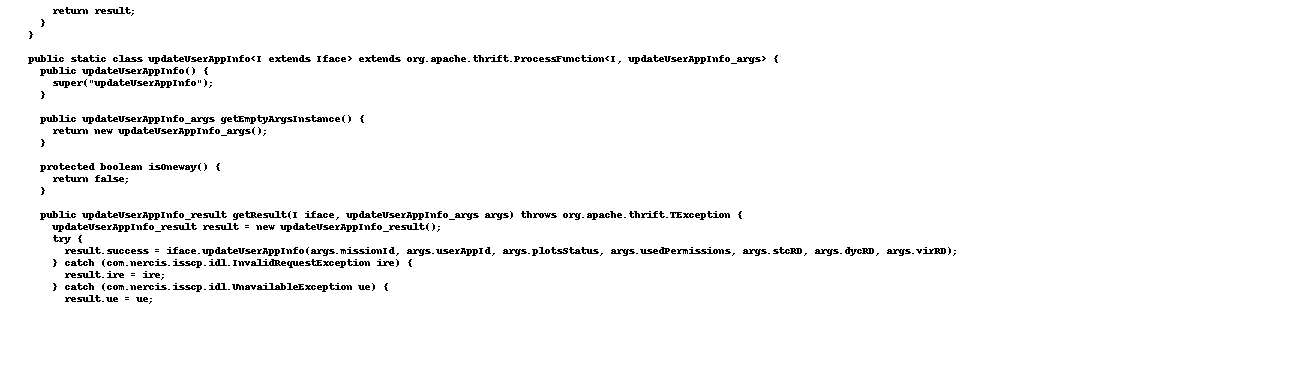 return result;
}
}
public static class updateUserAppInfo<I extends Iface> extends org.apache.thrift.ProcessFunction<I, updateUserAppInfo_args> {
public updateUserAppInfo() {
super("updateUserAppInfo");
}
public updateUserAppInfo_args getEmptyArgsInstance() {
return new updateUserAppInfo_args();
}
protected boolean isOneway() {
return false;
}
public updateUserAppInfo_result getResult(I iface, updateUserAppInfo_args args) throws org.apache.thrift.TException {
updateUserAppInfo_result result = new updateUserAppInfo_result();
try {
result.success = iface.updateUserAppInfo(args.missionId, args.userAppId, args.plotsStatus, args.usedPermissions, args.stcRD, args.dycRD, args.virRD);
} catch (com.nercis.isscp.idl.InvalidRequestException ire) {
result.ire = ire;
} catch (com.nercis.isscp.idl.UnavailableException ue) {
result.ue = ue;